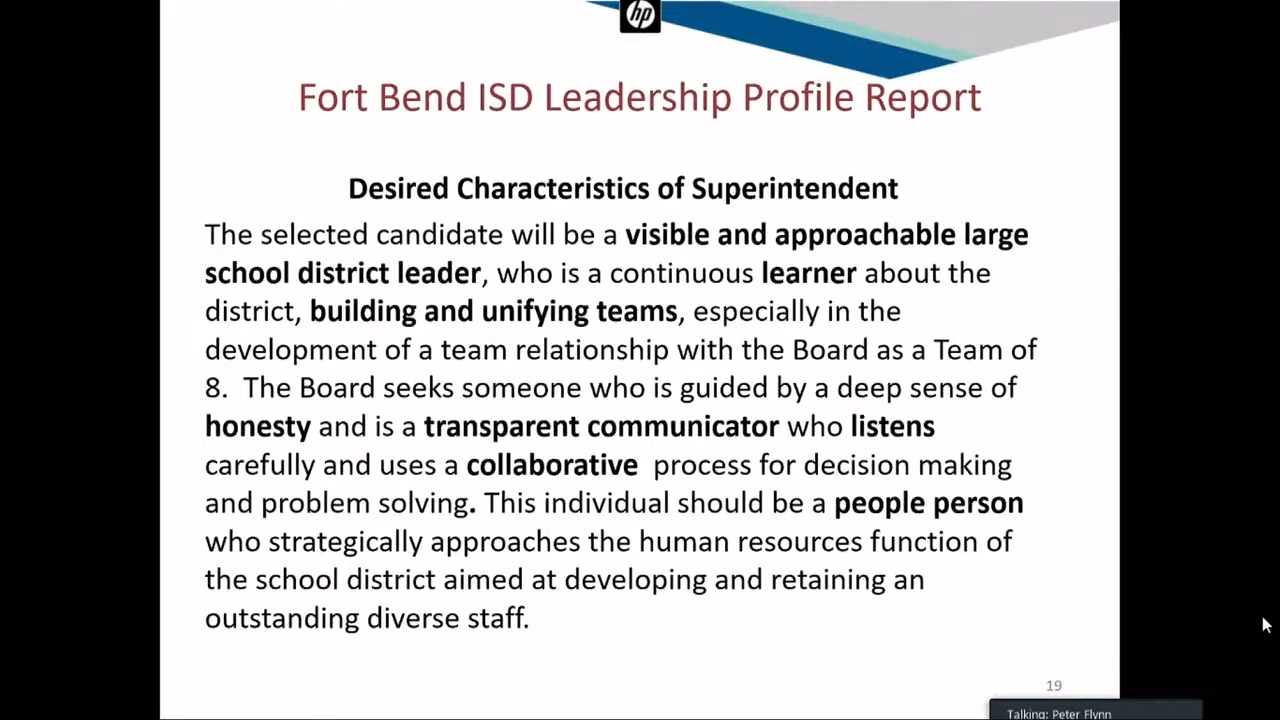 hp
Fort Bend ISD Leadership Profile Report
Desired Characteristics of Superintendent
The selected candidate will be a visible and approachable large
school district leader, who is a continuous learner about the
district, building and unifying teams, especially in the
development of a team relationship with the Board as a Team of
8.  The Board seeks someone who is guided by a deep sense of
honesty and is a transparent communicator who listens
carefully and uses a collaborative  process for decision making
and problem solving. This individual should be a people person
who strategically approaches the human resources function of
the school district aimed at developing and retaining an
outstanding diverse staff.
19
Talking: Peter Flynn